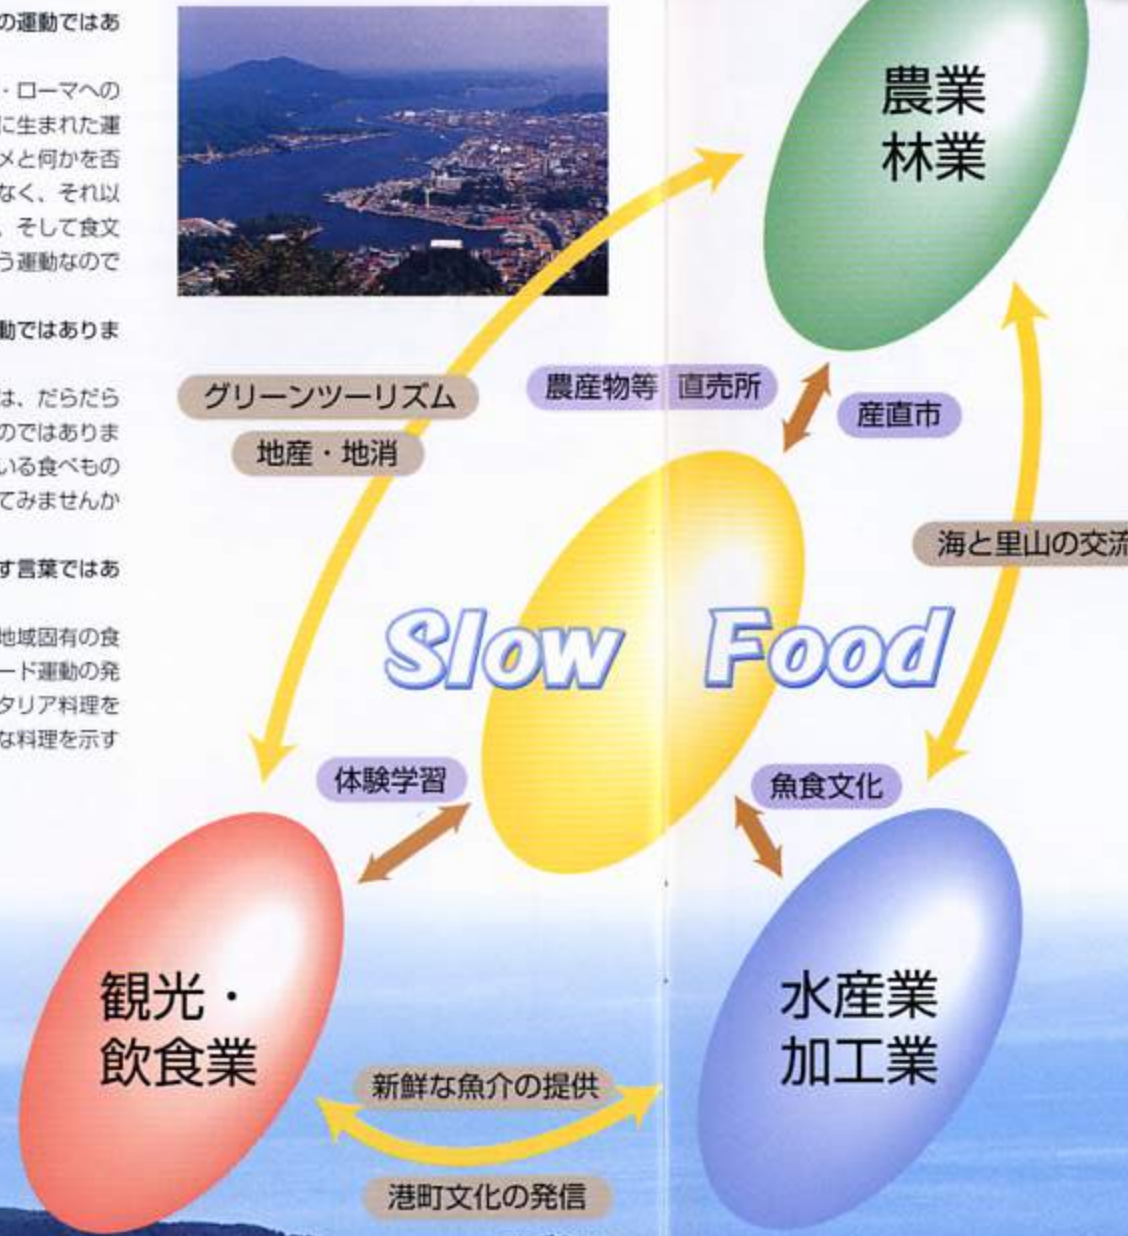 の運動ではあ
・ローマへの
に生まれた運
メと何かを否
なく、それ以
、そして食文
う運動なので
動ではありま
は、だらだら
のではありま
いる食べもの
てみませんか
す言葉ではあ
地域固有の食
ード運動の発
タリア料理を
な料理を示す
農業
林業
グリーンツーリズム
地産・地消
農産物等 直売所
産直市
海と里山の交流
Slow Food
体験学習
魚食文化
観光・
飲食業
水産業
加工業
新鮮な魚介の提供
港町文化の発信